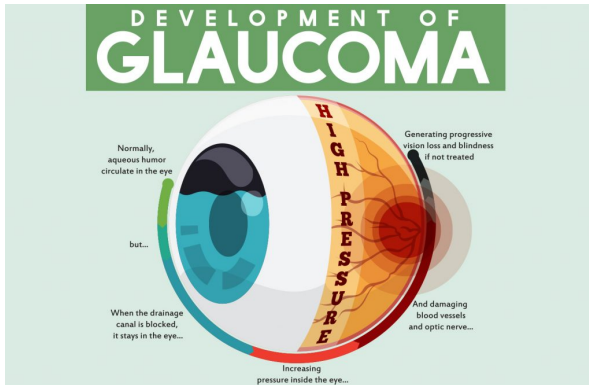 DEVELOPMENT OF
GLAUCOMA
Normally,
aqueous humor
circulate in the eye
but...
When the drainage
canal is blocked,
it stays in the eye...
Increasing
pressure inside the eye...
And damaging
blood vessels
and optic nerve...
Generating progressive
vision loss and blindness
if not treated
HIGH PRESSURE